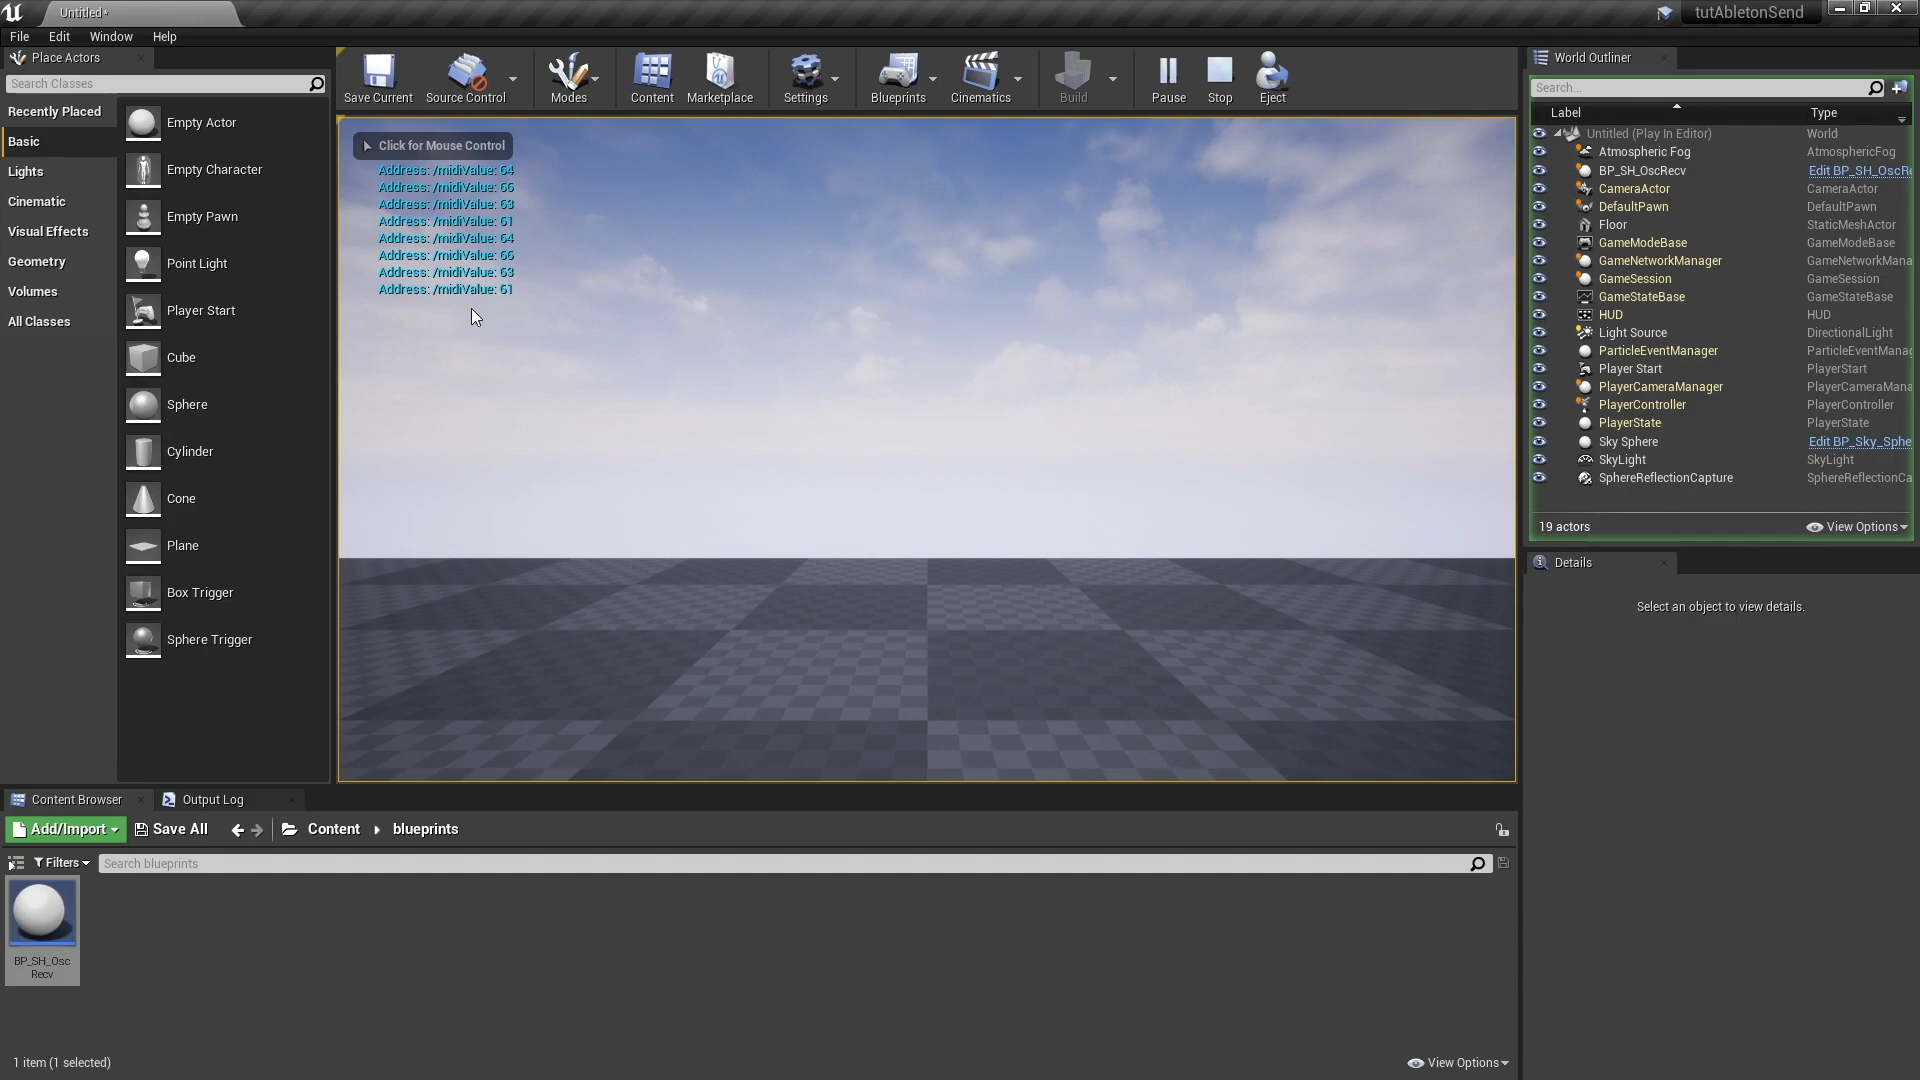 Untitled*
tutAbletonSend
File Edit Window Help
Place Actors
Search Classes
Recently Placed
Basic
Lights
Cinematic
Visual Effects
Geometry
Volumes
All Classes
Empty Actor
Empty Character
Empty Pawn
Point Light
Player Start
Cube
Sphere
Cylinder
Cone
Plane
Box Trigger
Sphere Trigger
Save Current Source Control Modes Content Marketplace Settings Blueprints Cinematics Build Pause Stop Eject
Click for Mouse Control
Address: /midiValue: 64
Address: /midiValue: 66
Address: /midiValue: 63
Address: /midiValue: 61
Address: /midiValue: 64
Address: /midiValue: 66
Address: /midiValue: 63
Address: /midiValue: 61
World Outliner
Search...
Label Type
Untitled (Play In Editor) World
Atmospheric Fog AtmosphericFog
BP_SH_OscRecv Edit BP_SH_OscRe
CameraActor CameraActor
DefaultPawn DefaultPawn
Floor StaticMeshActor
GameModeBase GameModeBase
GameNetworkManager GameNetworkMana
GameSession GameSession
GameStateBase GameStateBase
HUD HUD
Light Source DirectionalLight
ParticleEventManager ParticleEventManag
Player Start PlayerStart
PlayerCameraManager PlayerCameraMana
PlayerController PlayerController
PlayerState PlayerState
Sky Sphere Edit BP_Sky_Sphe
SkyLight SkyLight
SphereReflectionCapture SphereReflectionCa
19 actors View Options
Details
Select an object to view details.
Content Browser Output Log
Add/Import Save All Content blueprints
Filters Search blueprints
BP_SH_Osc
Recv
1 item (1 selected) View Options